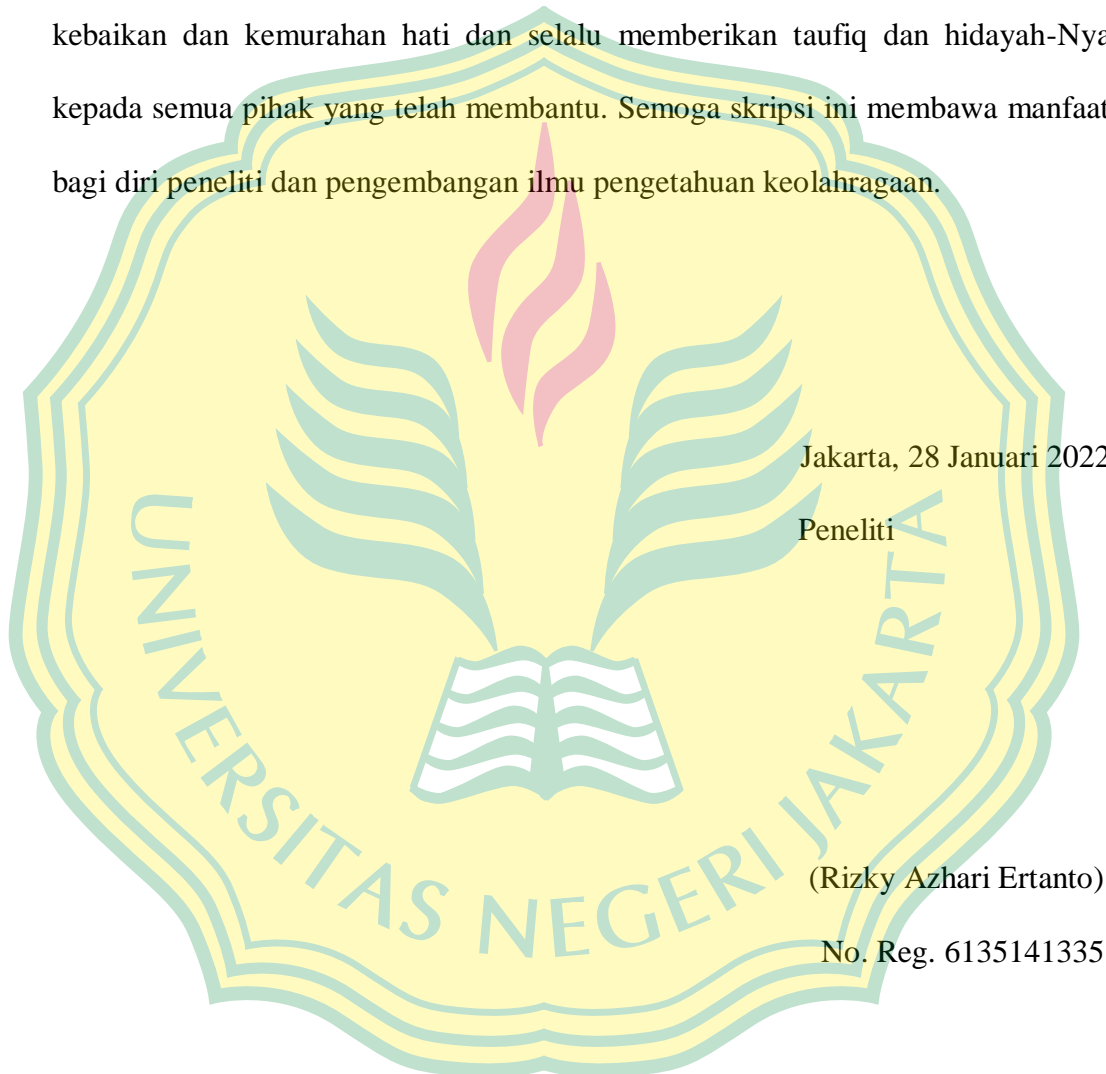 kebaikan dan kemurahan hati dan selalu memberikan taufiq dan hidayah-Nya
kepada semua pihak yang telah membantu. Semoga skripsi ini membawa manfaat
bagi diri peneliti dan pengembangan ilmu pengetahuan keolahragaan.
Jakarta, 28 Januari 2022
Peneliti
UNIVERSITAS NEGERI JAKARTA
(Rizky Azhari Ertanto)
No. Reg. 6135141335